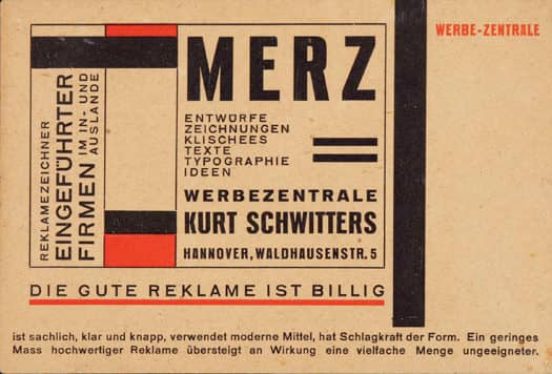 WERBE-ZENTRALE
REKLAMEZEICHNER
EINGEFÜHRTER
FIRMEN IM IN- UND
AUSLANDE
MERZ
ENTWÜRFE
ZEICHNUNGEN
KLISCHEES
TEXTE
TYPOGRAPHIE
IDEEN
WERBEZENTRALE
KURT SCHWITTERS
HANNOVER, WALDHAUSENSTR. 5
DIE GUTE REKLAME IST BILLIG
ist sachlich, klar und knapp, verwendet moderne Mittel, hat Schlagkraft der Form. Ein geringes
Mass hochwertiger Reklame übersteigt an Wirkung eine vielfache Menge ungeeigneter.